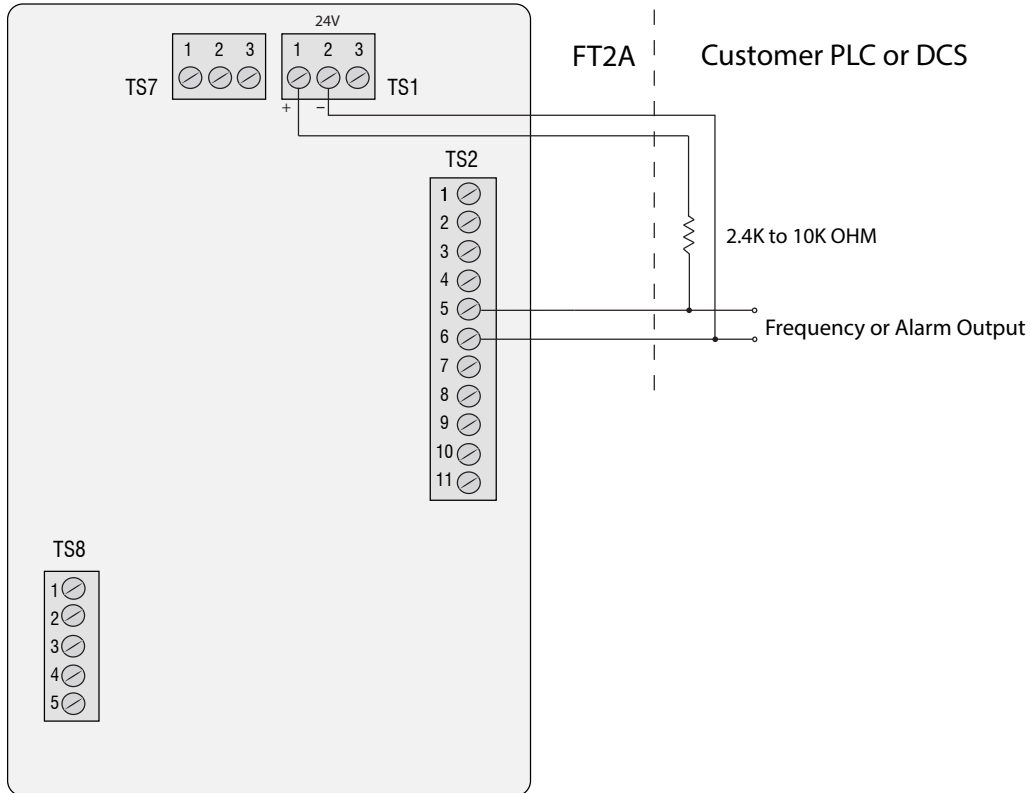 24V
1 2 3
1 2 3
TS7
TS1
+ −
FT2A
Customer PLC or DCS
TS2
1
2
3
4
5
6
7
8
9
10
11
2.4K to 10K OHM
Frequency or Alarm Output
TS8
1
2
3
4
5